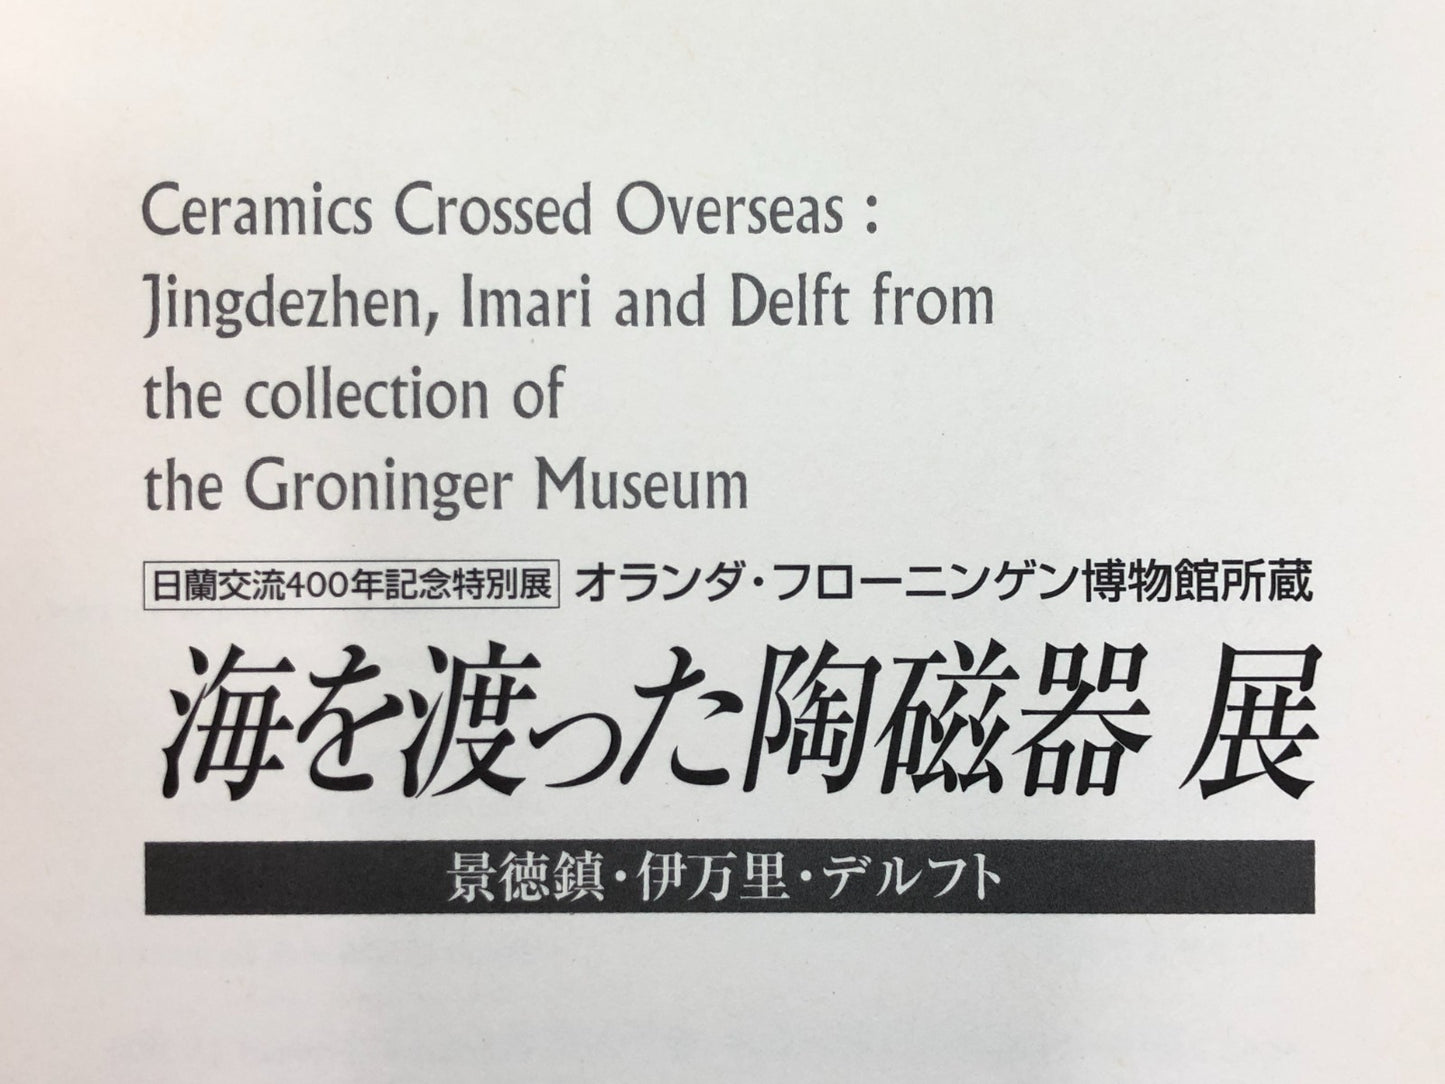 Ceramics Crossed Overseas :
Jingdezhen, Imari and Delft from
the collection of
the Groninger Museum
日蘭交流400年記念特別展 オランダ・フローニンゲン博物館所蔵
海を渡った陶磁器 展
景徳鎮・伊万里・デルフト